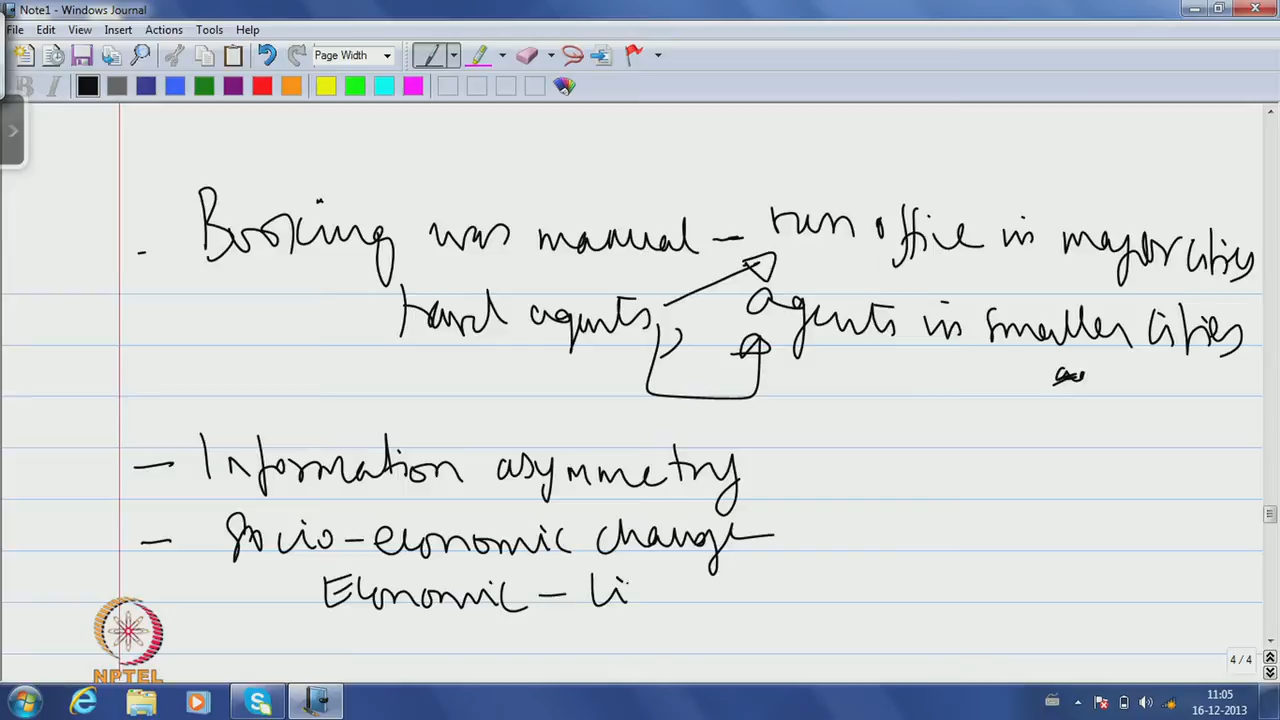 Note1 - Windows Journal
File Edit View Insert Actions Tools Help
Page Width
. Booking was manual - run office in major cities
travel agents agents in smaller cities
- Information asymmetry
- Socio-economic change
Economic - Li
NPTEL
4 / 4
11:05
16-12-2013